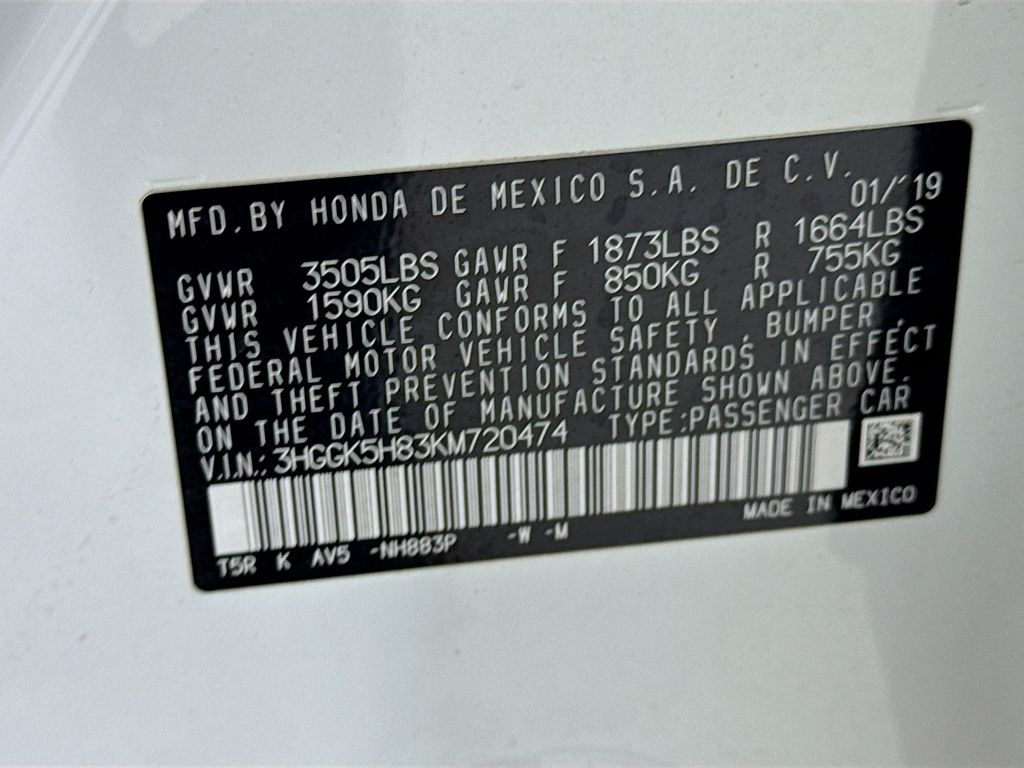 MFD. BY HONDA DE MEXICO S.A. DE C.V.
01/'19
GVWR 3505LBS GAWR F 1873LBS R 1664LBS
GVWR 1590KG GAWR F 850KG R 755KG
THIS VEHICLE CONFORMS TO ALL APPLICABLE
FEDERAL MOTOR VEHICLE SAFETY, BUMPER,
AND THEFT PREVENTION STANDARDS IN EFFECT
ON THE DATE OF MANUFACTURE SHOWN ABOVE.
V.I.N.: 3HGGK5H83KM720474 TYPE:PASSENGER CAR
MADE IN MEXICO
T5R K AV5 -NH883P -W -M